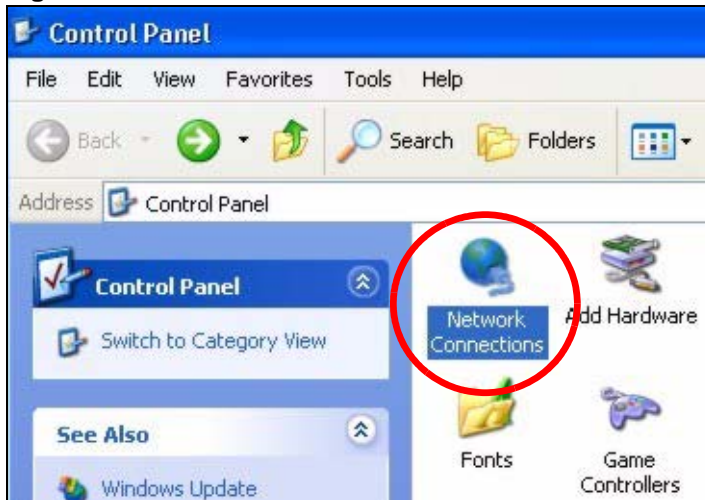 Control Panel
File Edit View Favorites Tools Help
Back Search Folders
Address Control Panel
Control Panel
Switch to Category View
See Also
Windows Update
Network
Connections
Add Hardware
Fonts
Game
Controllers